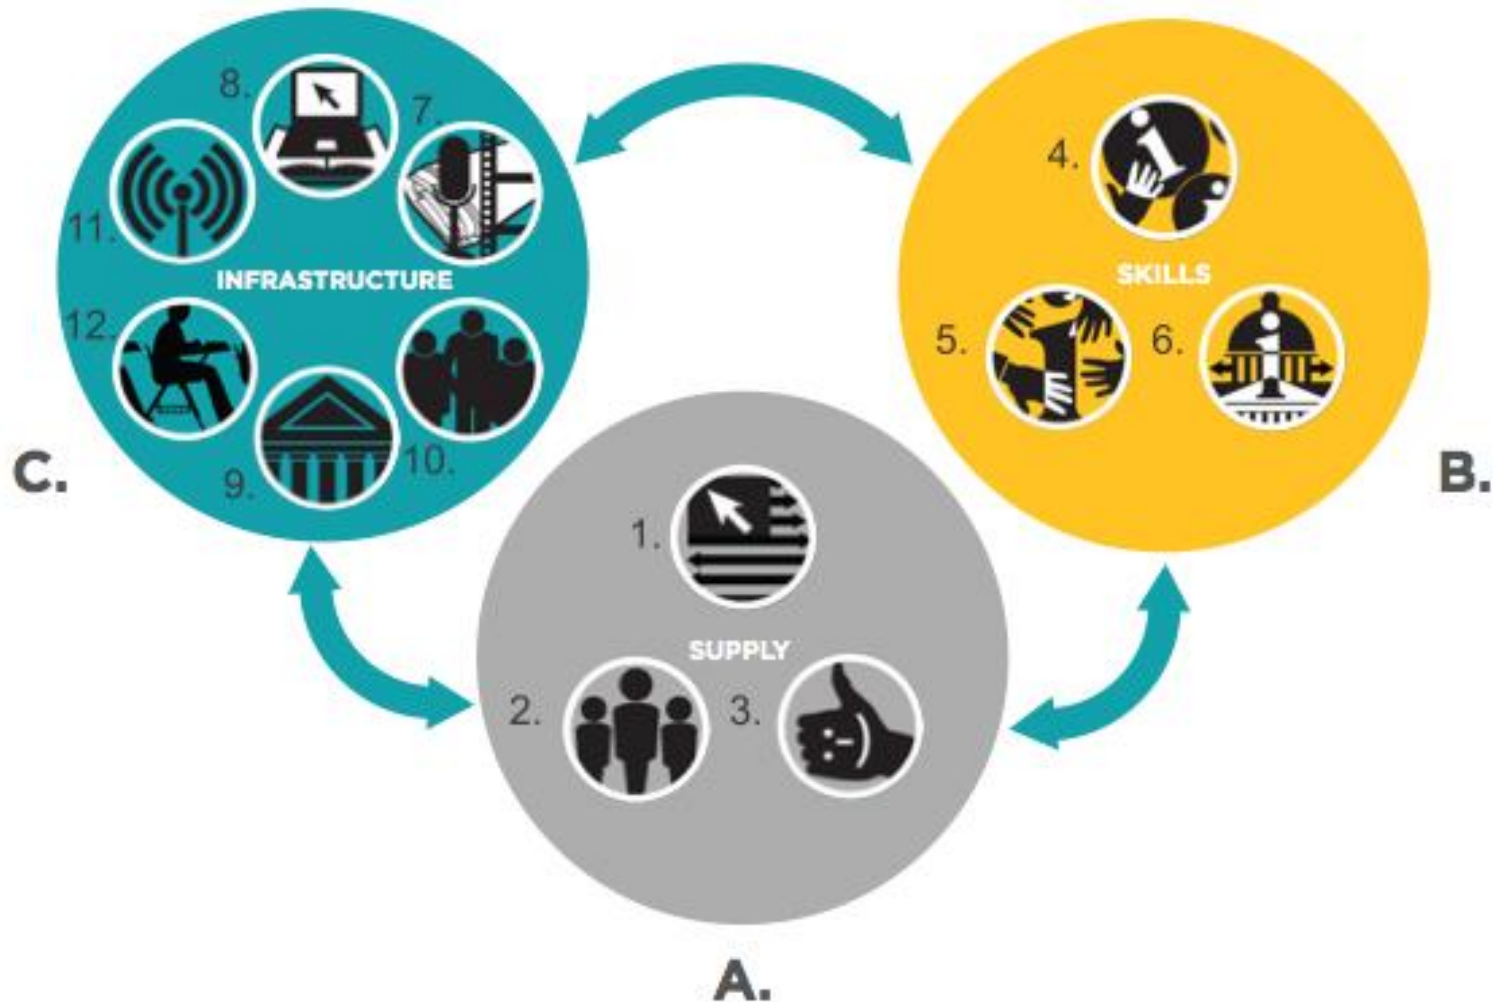 8.
7.
11.
INFRASTRUCTURE
12.
10.
9.
C.
4.
SKILLS
5.
6.
B.
1.
SUPPLY
2.
3.
A.